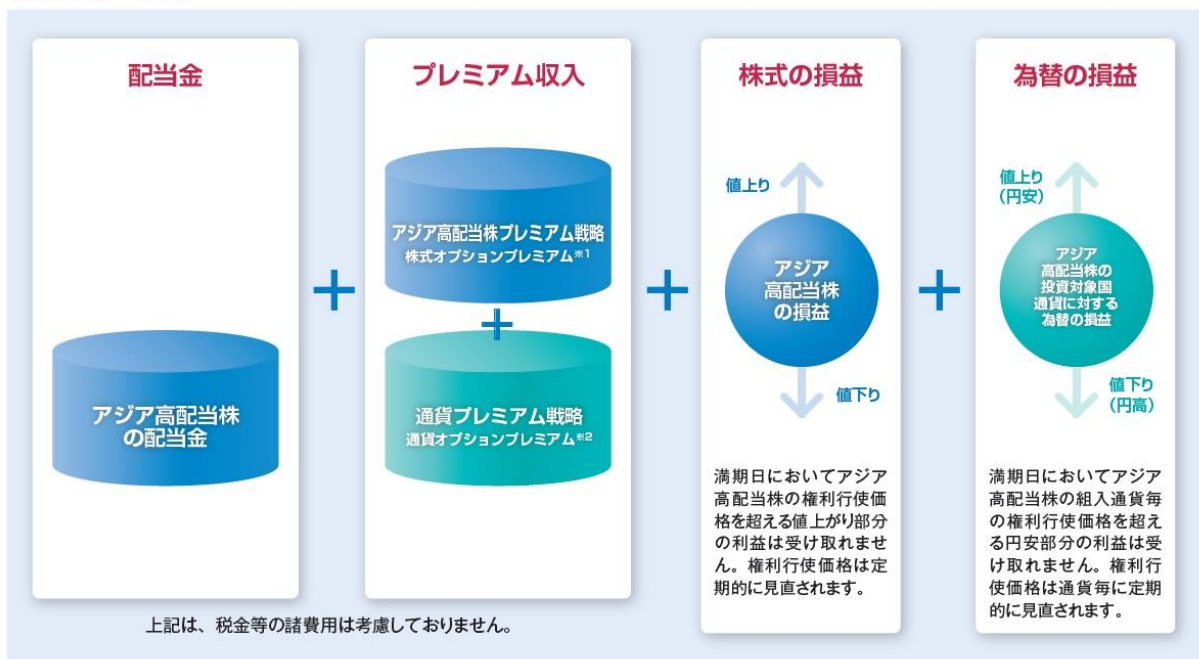 配当金
アジア高配当株
の配当金
+
プレミアム収入
アジア高配当株プレミアム戦略
株式オプションプレミアム※1
+
通貨プレミアム戦略
通貨オプションプレミアム※2
+
株式の損益
値上り
アジア
高配当株
の損益
値下り
満期日においてアジア
高配当株の権利行使価
格を超える値上がり部分
の利益は受け取れませ
ん。権利行使価格は定
期的に見直されます。
+
為替の損益
値上り
(円安)
アジア
高配当株の
投資対象国
通貨に対する
為替の損益
値下り
(円高)
満期日においてアジア
高配当株の組入通貨毎
の権利行使価格を超え
る円安部分の利益は受
け取れません。権利行
使価格は通貨毎に定期
的に見直されます。
上記は、税金等の諸費用は考慮しておりません。